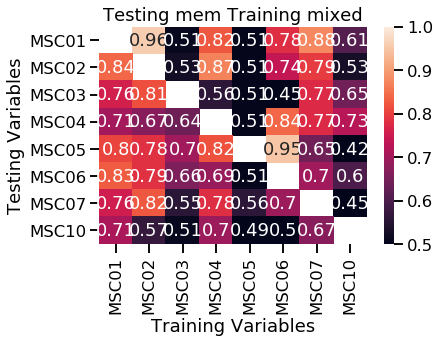 Testing mem Training mixed
Testing Variables
MSC01 0.96 0.51 0.82 0.51 0.78 0.88 0.61
MSC02 0.84 0.53 0.87 0.51 0.74 0.79 0.53
MSC03 0.76 0.81 0.56 0.51 0.45 0.77 0.65
MSC04 0.71 0.67 0.64 0.51 0.84 0.77 0.73
MSC05 0.8 0.78 0.7 0.82 0.95 0.65 0.42
MSC06 0.83 0.79 0.66 0.69 0.51 0.7 0.6
MSC07 0.76 0.82 0.55 0.78 0.56 0.7 0.45
MSC10 0.71 0.57 0.51 0.7 0.49 0.5 0.67
MSC01 MSC02 MSC03 MSC04 MSC05 MSC06 MSC07 MSC10
Training Variables
1.0
0.9
0.8
0.7
0.6
0.5